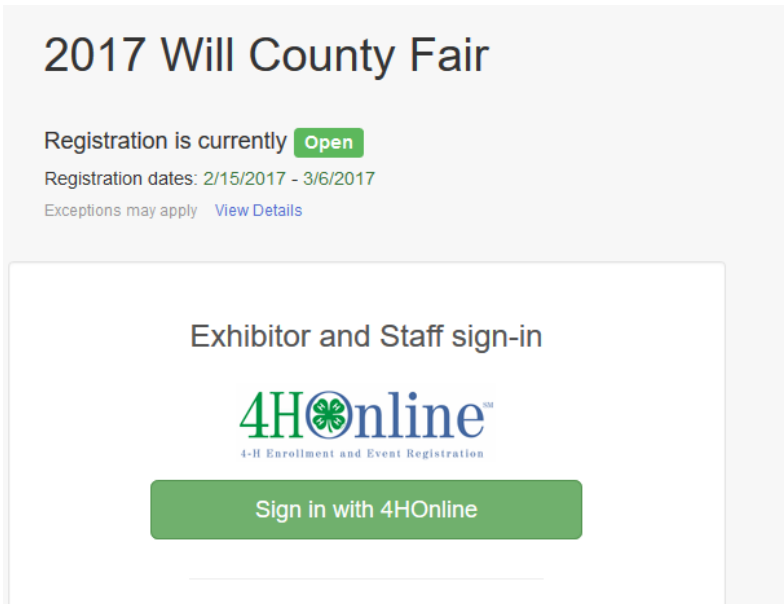 2017 Will County Fair
Registration is currently Open
Registration dates: 2/15/2017 - 3/6/2017
Exceptions may apply View Details
Exhibitor and Staff sign-in
4HOnline℠
4-H Enrollment and Event Registration
Sign in with 4HOnline